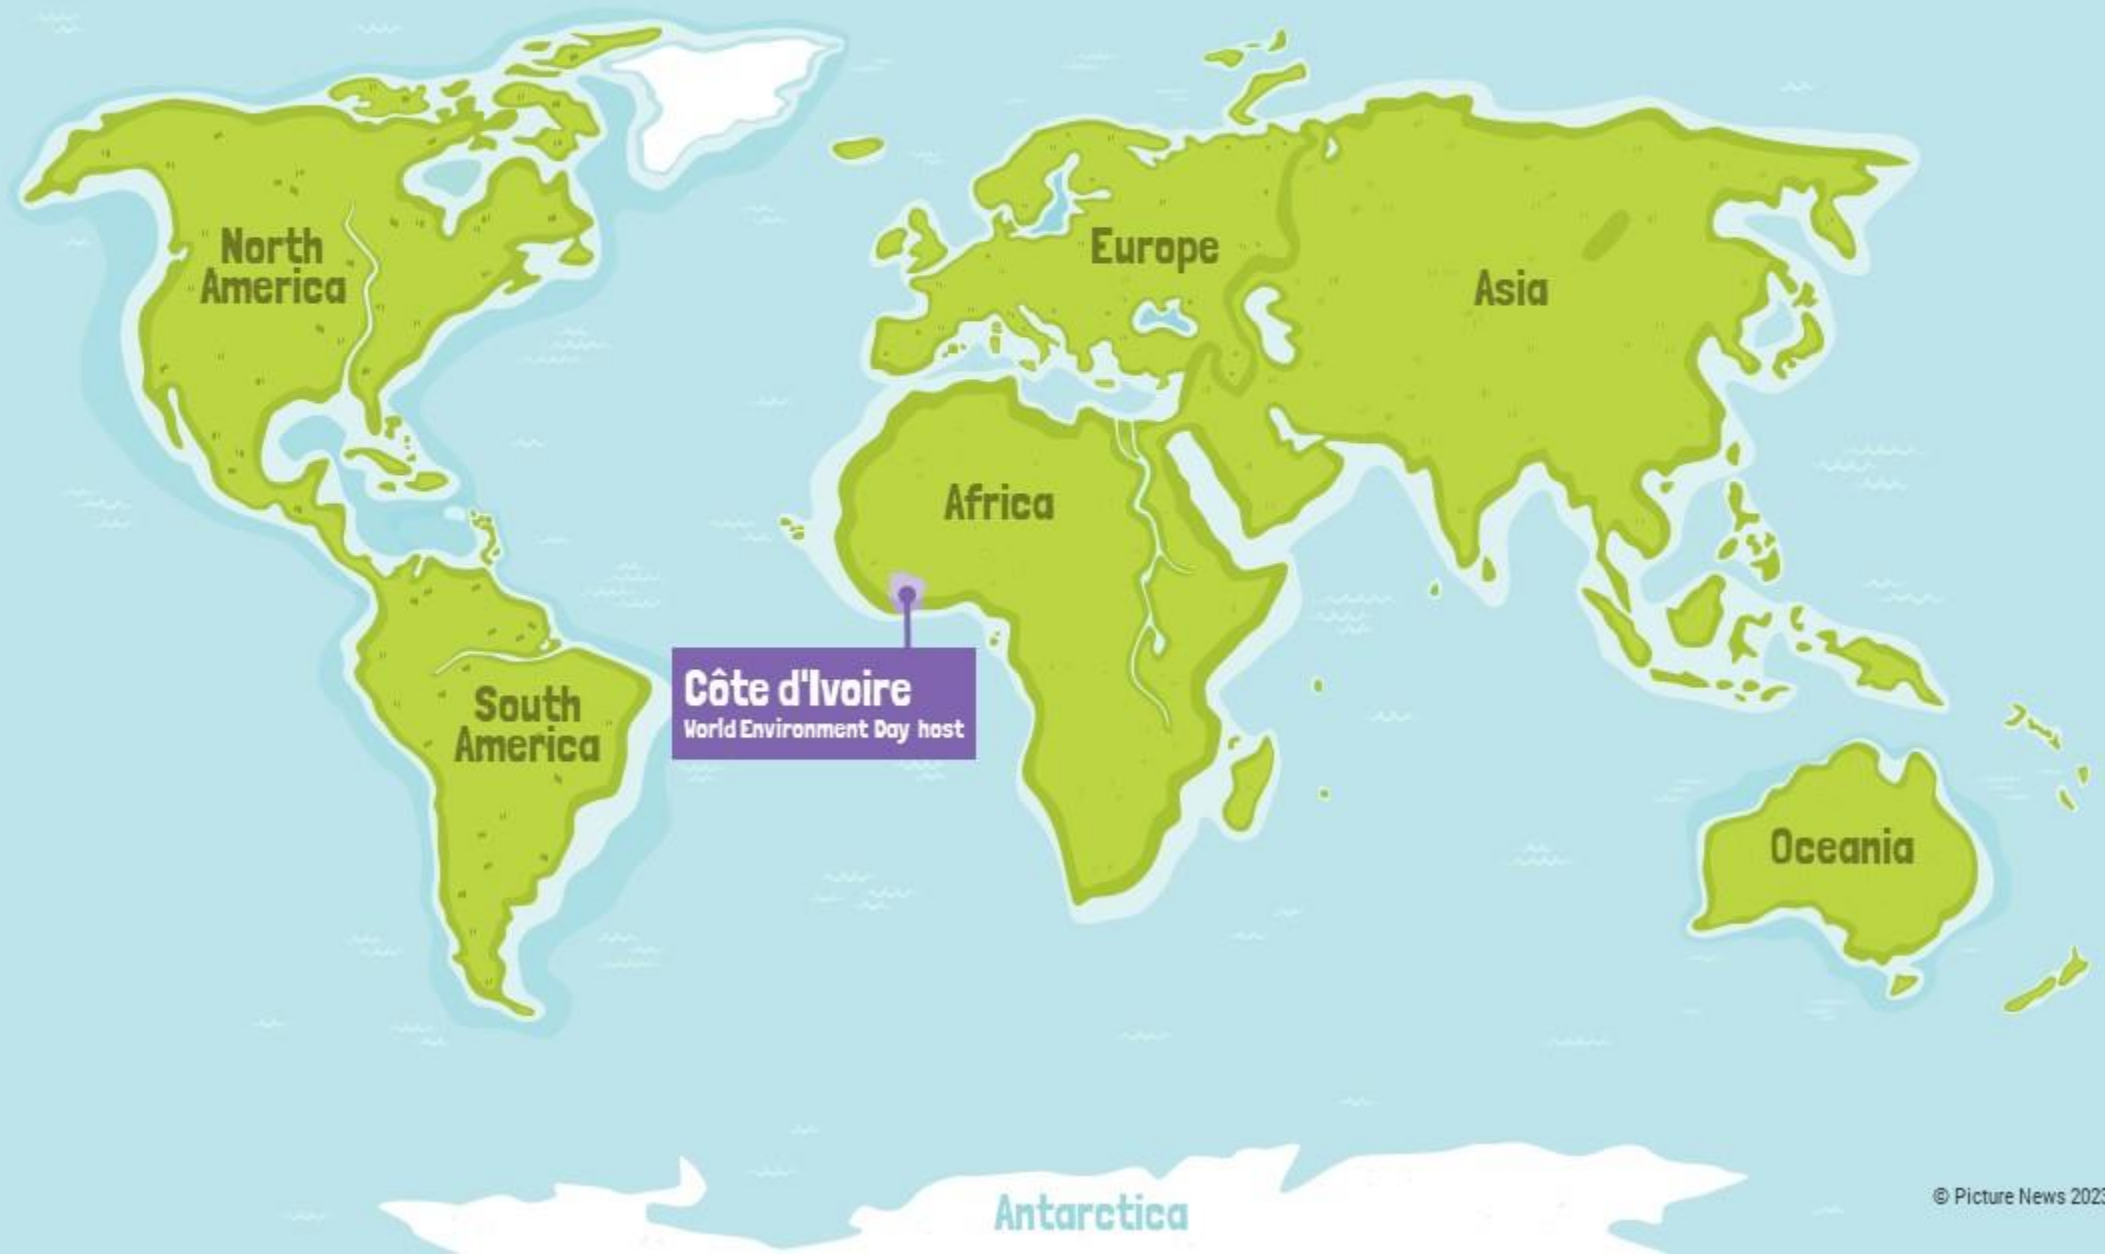 North
America
Europe
Asia
Africa
Côte d'Ivoire
World Environment Day host
South
America
Oceania
Antarctica
© Picture News 2023